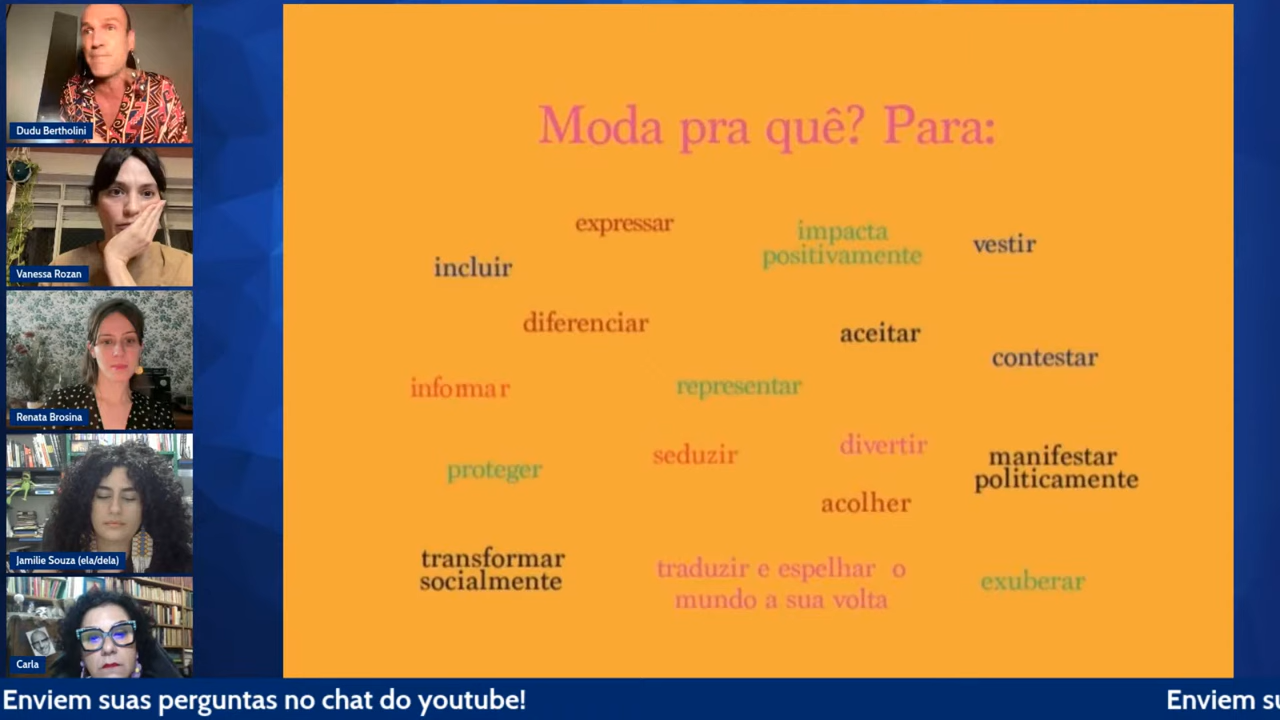 Dudu Bertholini
Vanessa Rozan
Renata Brosina
Jamilie Souza (ela/dela)
Carla
Moda pra quê? Para:
expressar
impacta
positivamente
vestir
incluir
diferenciar
aceitar
contestar
informar
representar
seduzir
divertir
manifestar
politicamente
proteger
acolher
transformar
socialmente
traduzir e espelhar o
mundo a sua volta
exuberar
Enviem suas perguntas no chat do youtube!
Enviem su